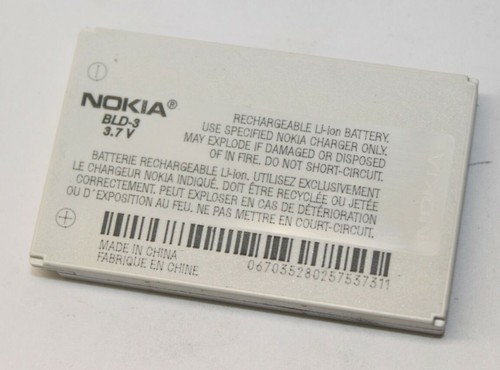 NOKIA®
BLD-3
3.7 V
RECHARGEABLE Li-Ion BATTERY.
USE SPECIFIED NOKIA CHARGER ONLY.
MAY EXPLODE IF DAMAGED OR DISPOSED
OF IN FIRE. DO NOT SHORT-CIRCUIT.
BATTERIE RECHARGEABLE Li-Ion. UTILISEZ EXCLUSIVEMENT
LE CHARGEUR NOKIA INDIQUÉ. DOIT ÊTRE RECYCLÉE OU JETÉE
CORRECTEMENT. PEUT EXPLOSER EN CAS DE DÉTÉRIORATION
OU D'EXPOSITION AU FEU. NE PAS METTRE EN COURT-CIRCUIT.
MADE IN CHINA
FABRIQUE EN CHINE
067035280257537311